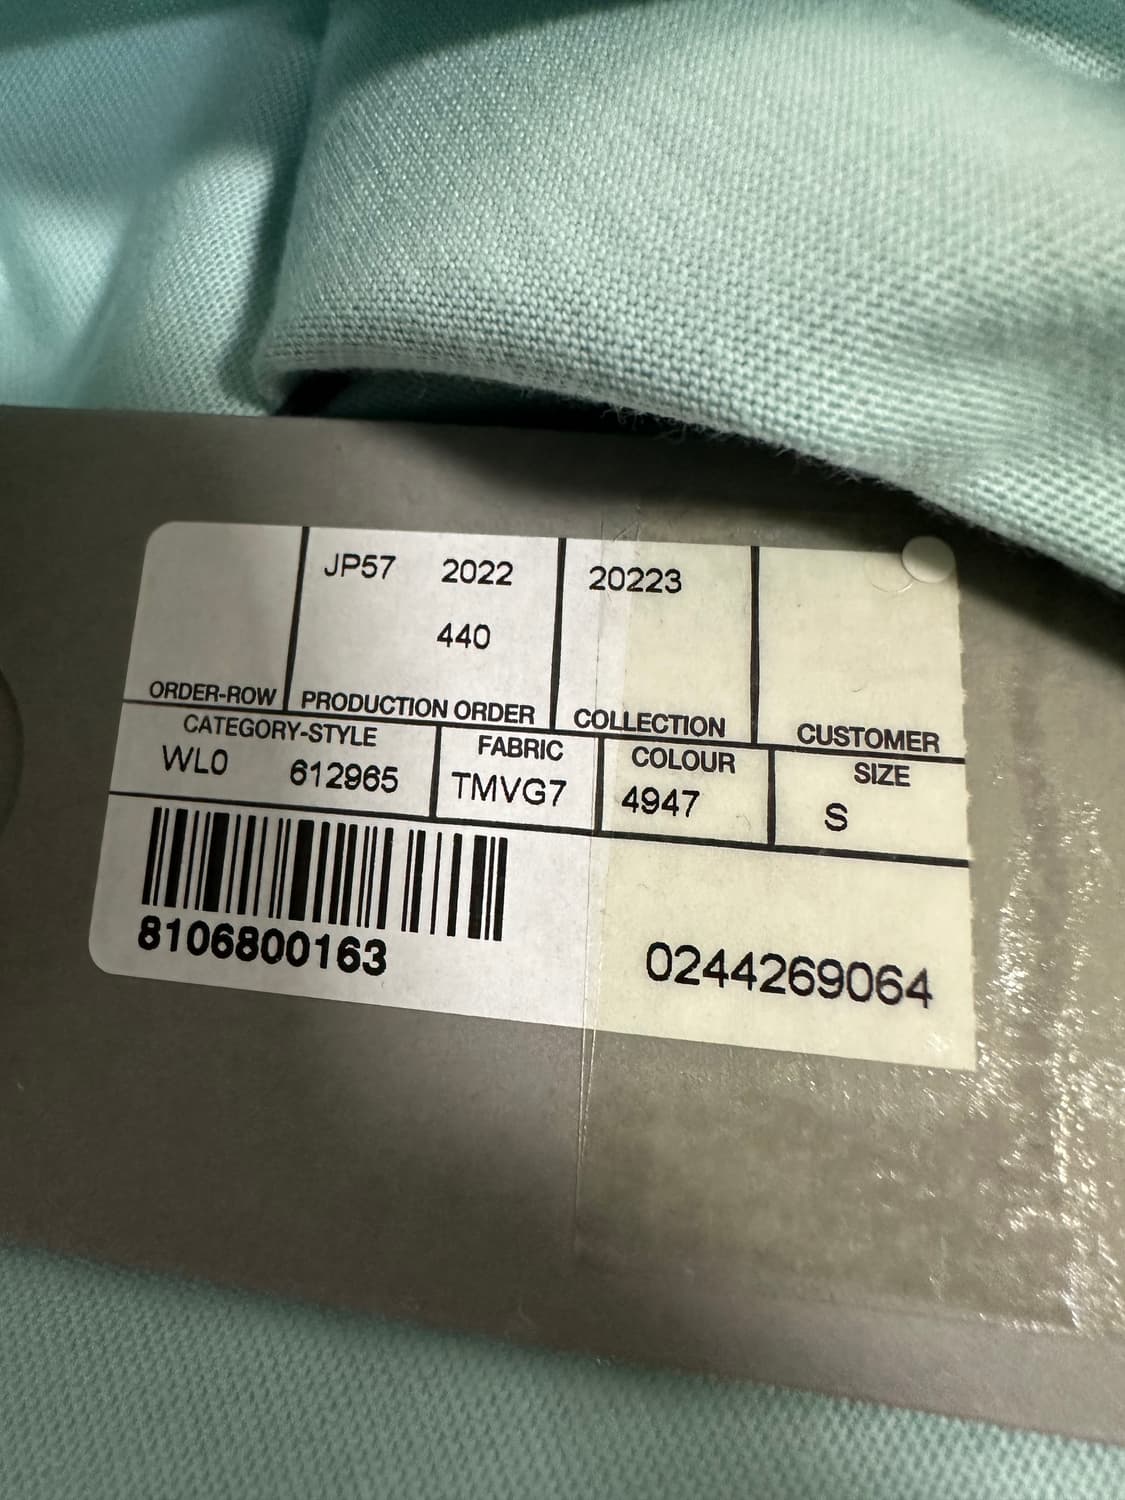 JP57 2022 20223
440
ORDER-ROW PRODUCTION ORDER COLLECTION CUSTOMER
CATEGORY-STYLE FABRIC COLOUR SIZE
WL0 612965 TMVG7 4947 S
8106800163 0244269064